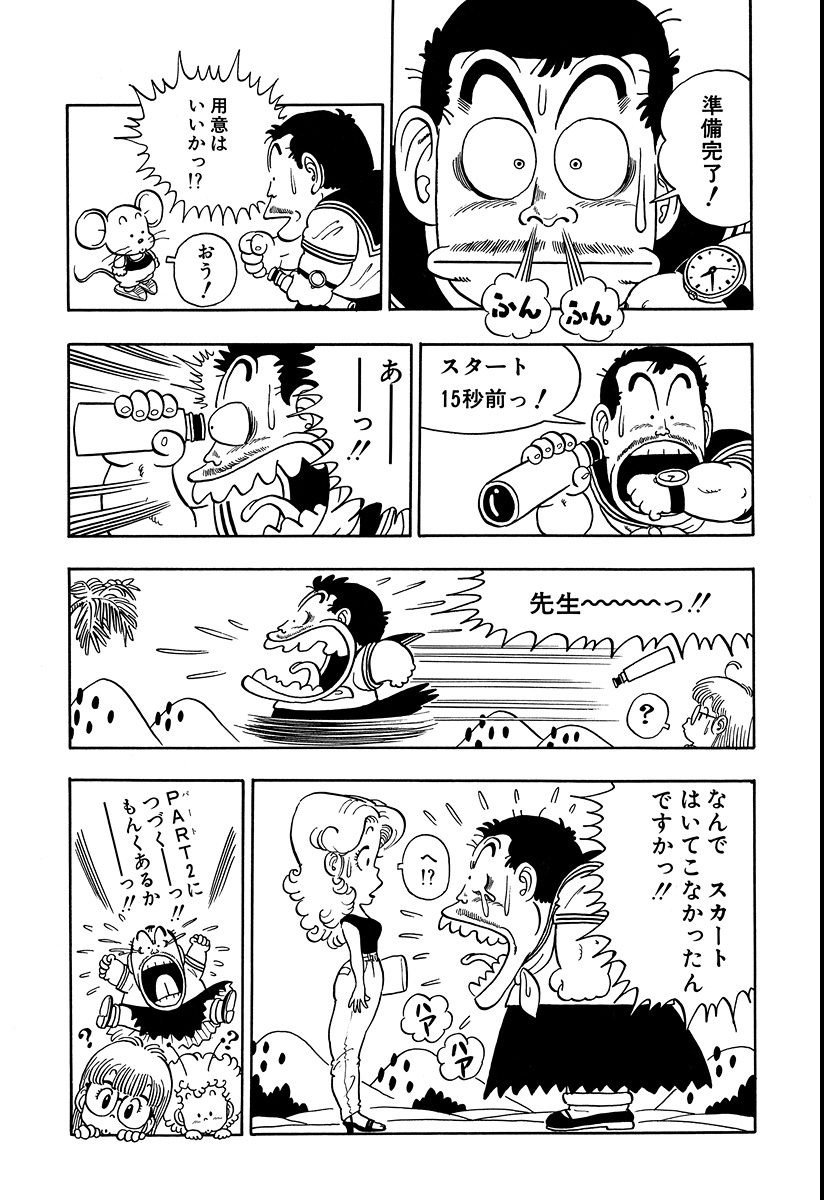 準備
完了！
ふん
ふん
用意は
いいかっ!?
おう！
スタート
15秒前っ！
あ――っ!!
先生～～～～～っ!!
？
なんで スカート
はいてこなかったん
ですかっ!!
へ!?
ハア
ハア
PART2に
パート
つづく――っ!!
もんくあるか
――っ!!
?
?